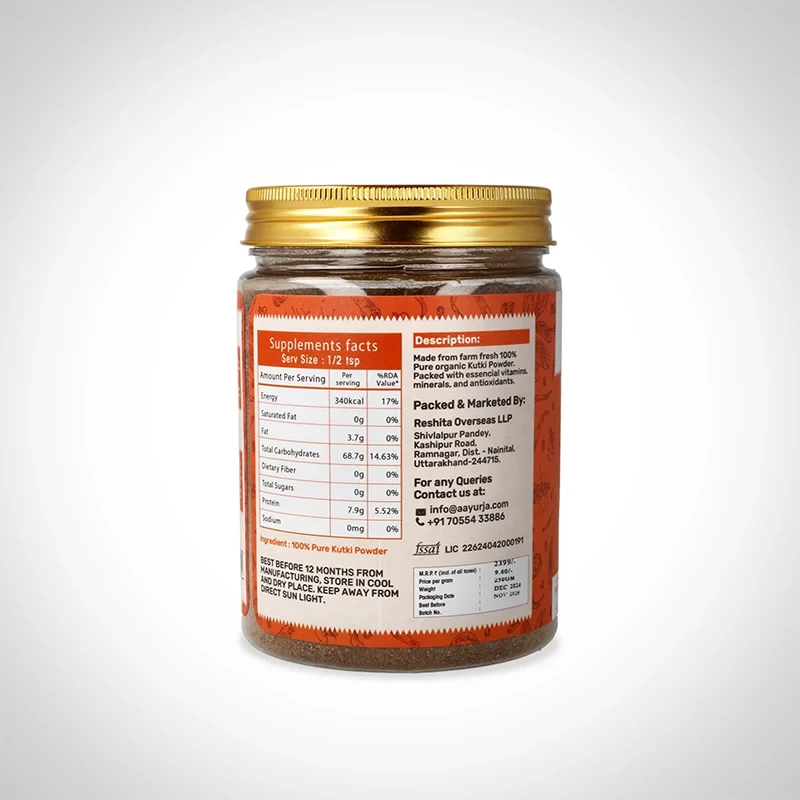 Supplements facts
Serv Size : 1/2 tsp
Amount Per Serving Per serving %RDA Value*
Energy 340kcal 17%
Saturated Fat 0g 0%
Fat 3.7g 0%
Total Carbohydrates 68.7g 14.63%
Dietary Fiber 0g 0%
Total Sugars 0g 0%
Protein 7.9g 5.52%
Sodium 0mg 0%
Ingredient : 100% Pure Kutki Powder
BEST BEFORE 12 MONTHS FROM
MANUFACTURING, STORE IN COOL
AND DRY PLACE. KEEP AWAY FROM
DIRECT SUN LIGHT.
Description:
Made from farm fresh 100%
Pure organic Kutki Powder.
Packed with essencial vitamins,
minerals, and antioxidants.
Packed & Marketed By:
Reshita Overseas LLP
Shivlalpur Pandey,
Kashipur Road,
Ramnagar, Dist. - Nainital,
Uttarakhand-244715.
For any Queries
Contact us at:
info@aayurja.com
+91 70554 33886
fssai LIC 22624042000191
M.R.P. ₹ (incl. of all taxes) : 2399/-
Price per gram : 9.60/-
Weight : 250GM
Packaging Date : DEC 2024
Best Before : NOV 2026
Batch No. :